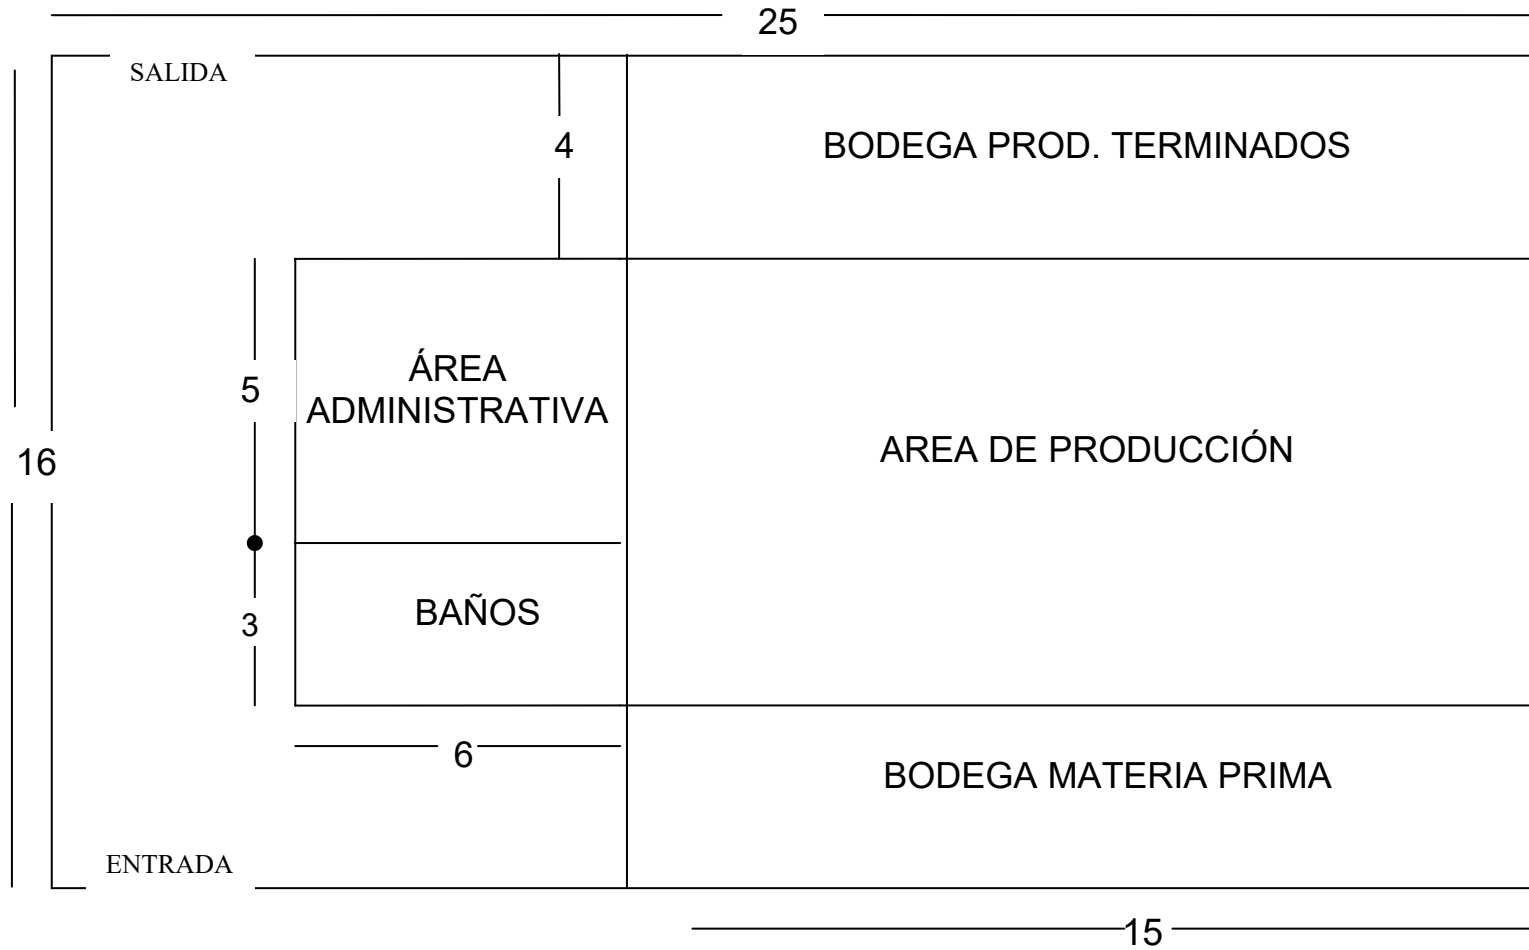 25
SALIDA
4
BODEGA PROD. TERMINADOS
ÁREA
ADMINISTRATIVA
5
AREA DE PRODUCCIÓN
16
BAÑOS
3
6
BODEGA MATERIA PRIMA
ENTRADA
15